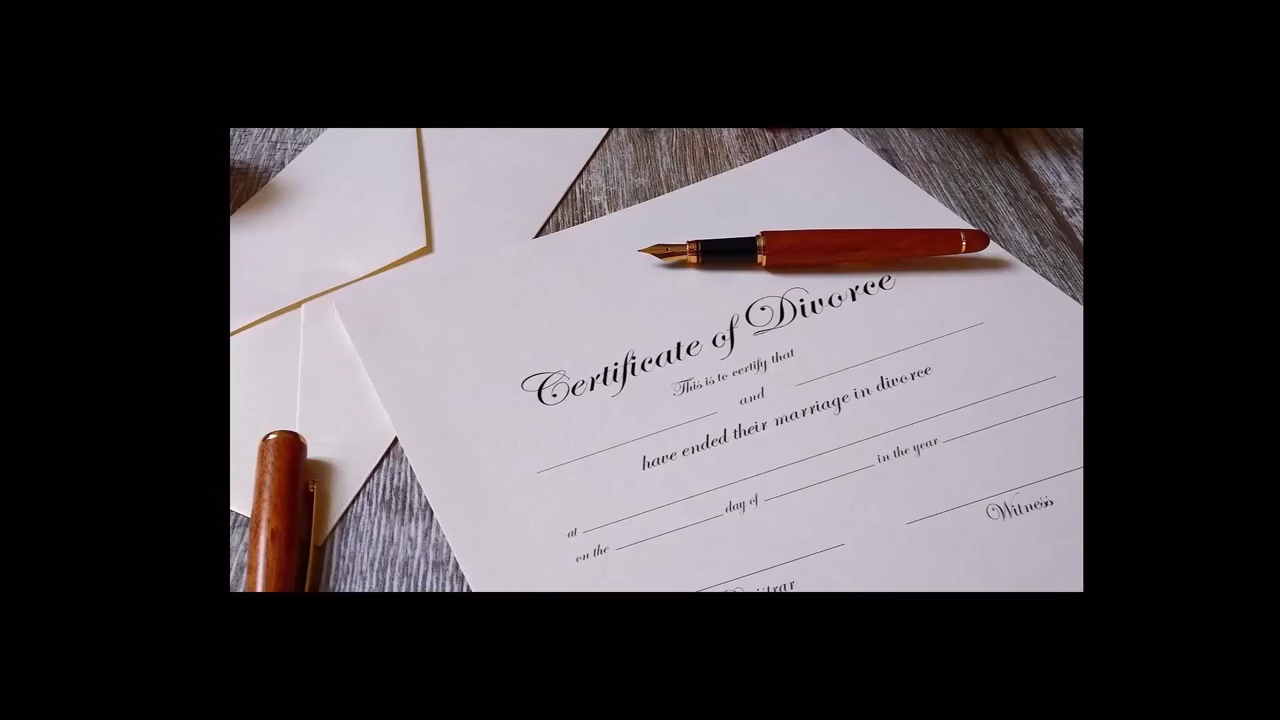 Certificate of Divorce
This is to certify that
and
have ended their marriage in divorce
at
on the day of in the year
Witness